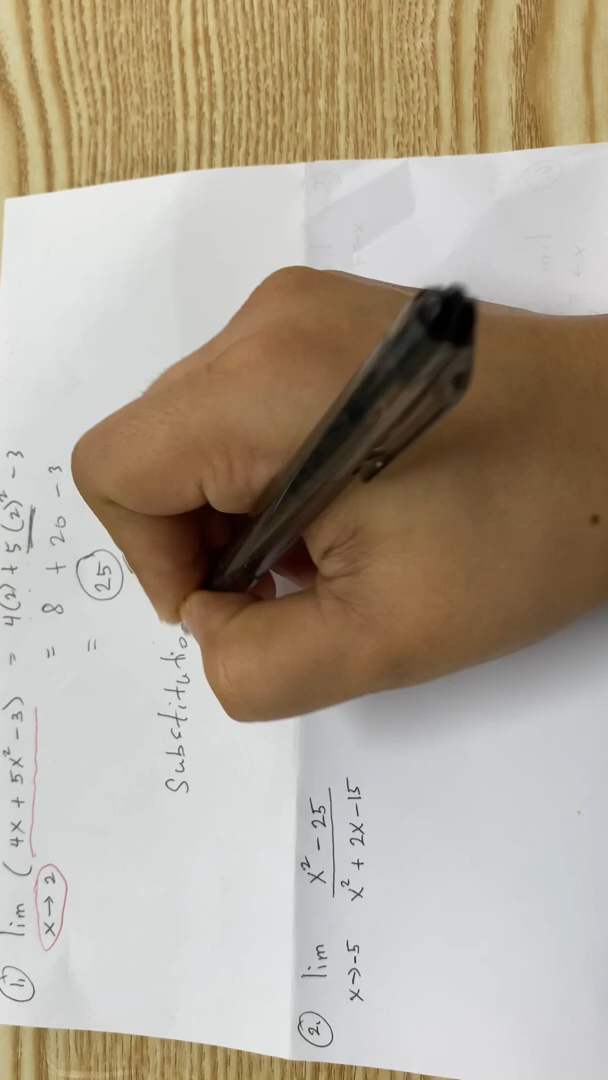 1. lim (4x + 5x² - 3) = 4(2) + 5(2)² - 3
x → 2
= 8 + 20 - 3
= 25
Substitutio
2. lim x² - 25
x → -5 x² + 2x - 15